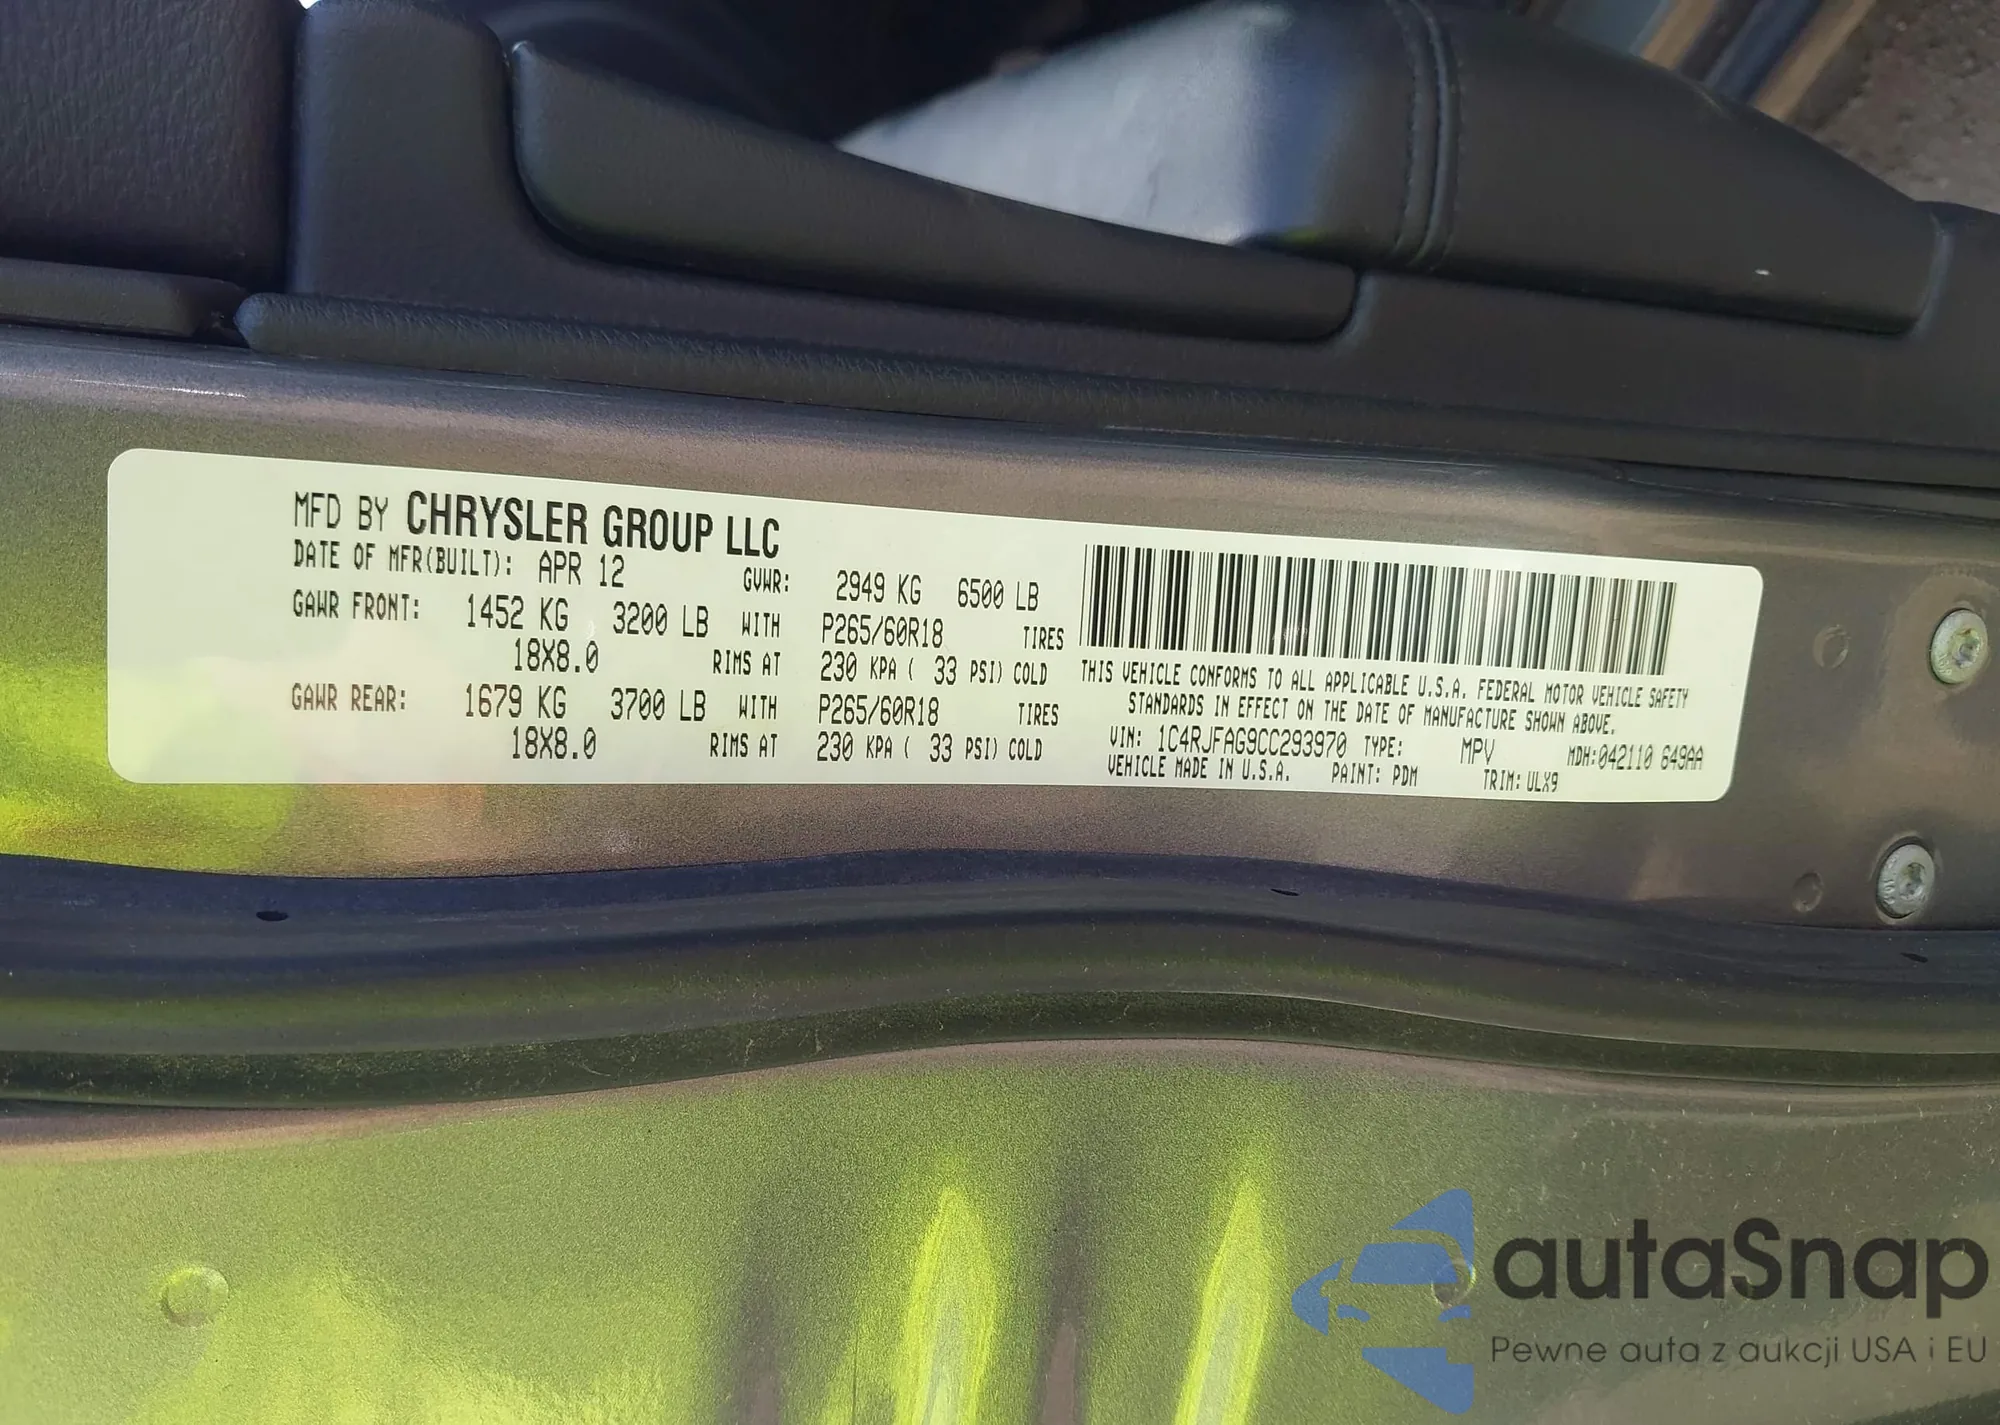 MFD BY CHRYSLER GROUP LLC
DATE OF MFR(BUILT): APR 12 GVWR: 2949 KG 6500 LB
GAWR FRONT: 1452 KG 3200 LB WITH P265/60R18 TIRES
18X8.0 RIMS AT 230 KPA ( 33 PSI) COLD
GAWR REAR: 1679 KG 3700 LB WITH P265/60R18 TIRES
18X8.0 RIMS AT 230 KPA ( 33 PSI) COLD
THIS VEHICLE CONFORMS TO ALL APPLICABLE U.S.A. FEDERAL MOTOR VEHICLE SAFETY
STANDARDS IN EFFECT ON THE DATE OF MANUFACTURE SHOWN ABOVE.
VIN: 1C4RJFAG9CC293970 TYPE: MPV MDH:042110 649AA
VEHICLE MADE IN U.S.A. PAINT: PDM TRIM: ULX9
autaSnap
Pewne auta z aukcji USA i EU